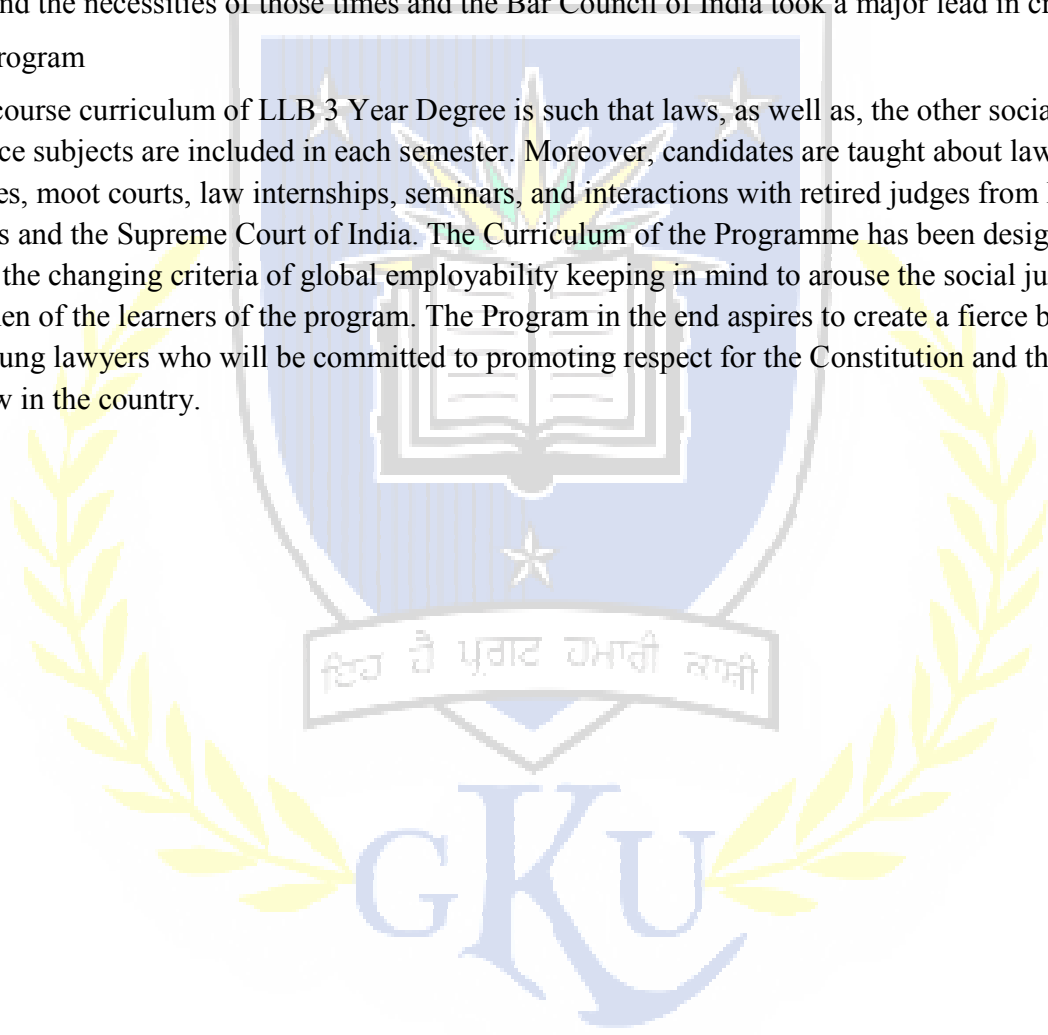 nd the necessities of those times and the Bar Council of India took a major lead in cr
rogram
course curriculum of LLB 3 Year Degree is such that laws, as well as, the other socia
ce subjects are included in each semester. Moreover, candidates are taught about law
es, moot courts, law internships, seminars, and interactions with retired judges from
s and the Supreme Court of India. The Curriculum of the Programme has been desig
the changing criteria of global employability keeping in mind to arouse the social ju
nen of the learners of the program. The Program in the end aspires to create a fierce b
ung lawyers who will be committed to promoting respect for the Constitution and th
w in the country.
ਇਹ ਹੈ ਪ੍ਰਗਟ ਹਮਾਰੀ ਕਾਸੀ
GKU